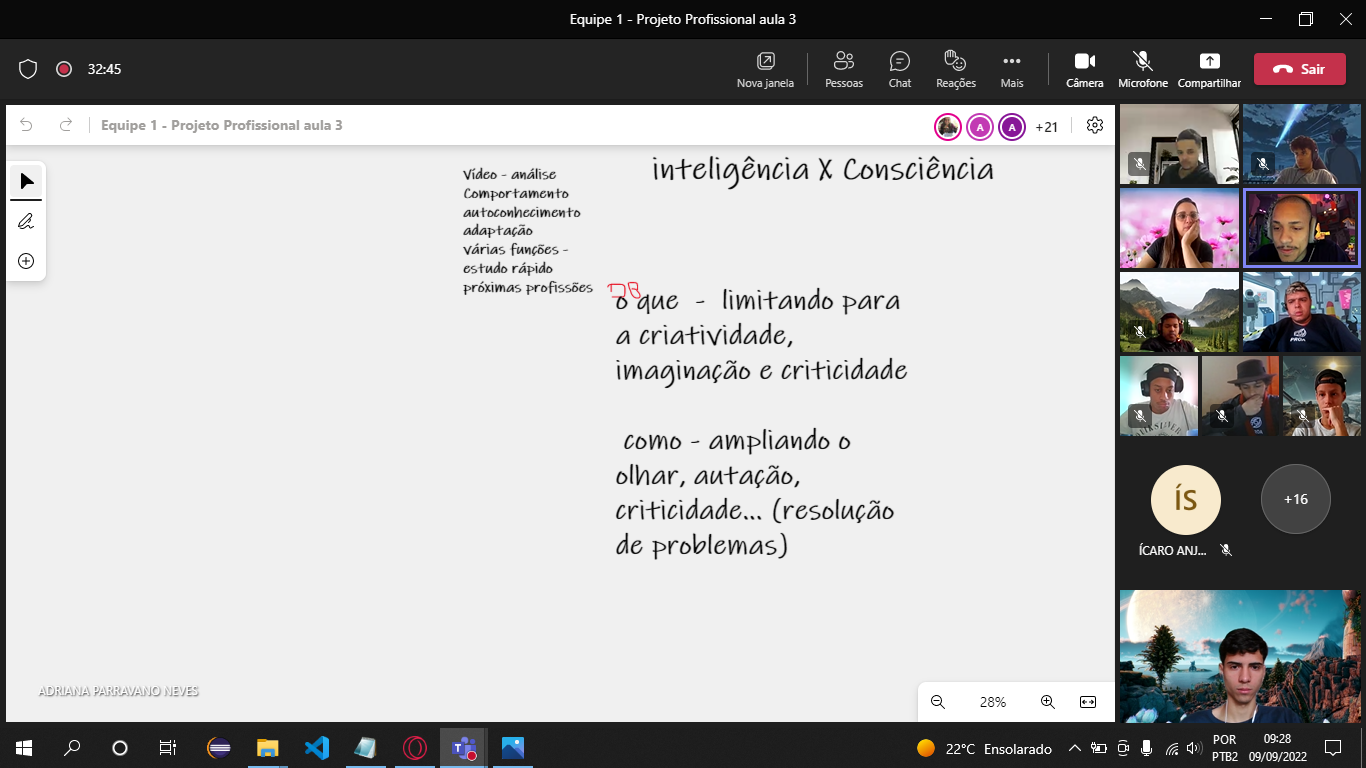 Equipe 1 - Projeto Profissional aula 3
32:45
Nova janela
Pessoas
Chat
Reações
Mais
Câmera
Microfone
Compartilhar
Sair
Equipe 1 - Projeto Profissional aula 3
A
A
+21
inteligência X Consciência
Vídeo - análise
Comportamento
autoconhecimento
adaptação
Várias funções -
estudo rápido
próximas profissões
DB
o que - limitando para
a criatividade,
imaginação e criticidade
como - ampliando o
olhar, autação,
criticidade... (resolução
de problemas)
ADRIANA PARRAVANO NEVES
28%
ÍS
+16
ÍCARO ANJ...
22°C Ensolarado
POR
PTB2
09:28
09/09/2022